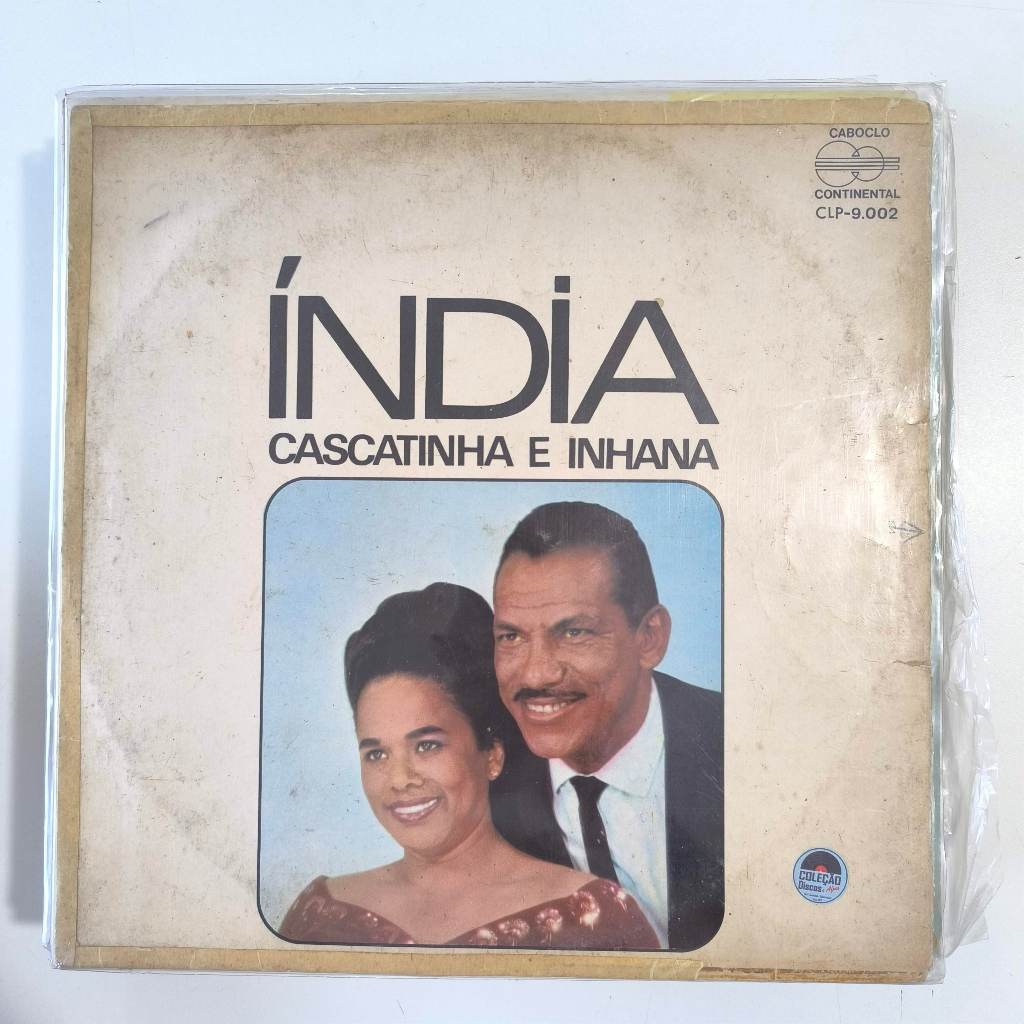 CABOCLO
CONTINENTAL
CLP-9.002
ÍNDIA
CASCATINHA E INHANA
COLEÇÃO
Discos